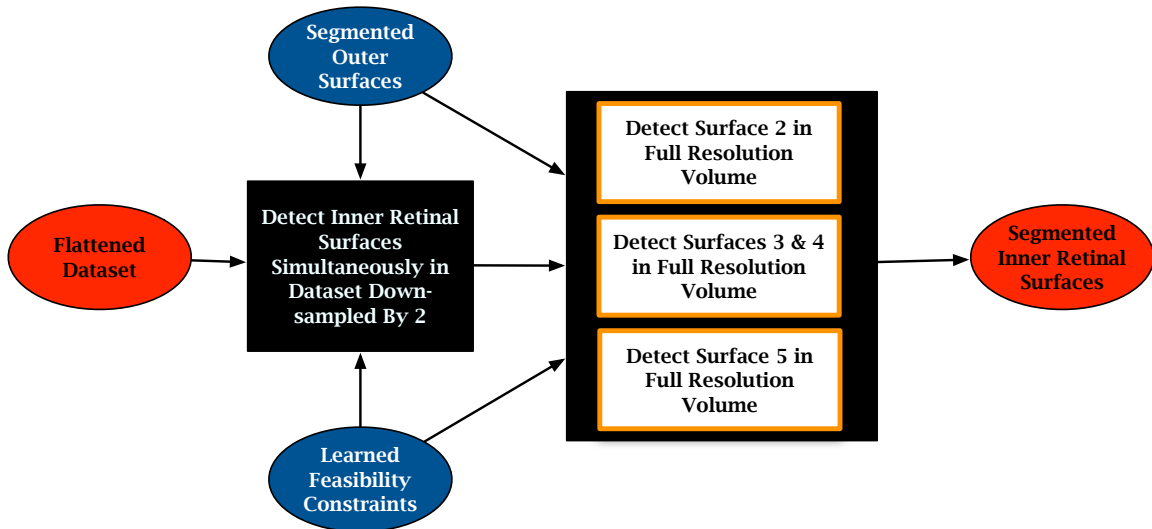 Segmented
Outer
Surfaces
Flattened
Dataset
Detect Inner Retinal
Surfaces
Simultaneously in
Dataset Down-
sampled By 2
Learned
Feasibility
Constraints
Detect Surface 2 in
Full Resolution
Volume
Detect Surfaces 3 & 4
in Full Resolution
Volume
Detect Surface 5 in
Full Resolution
Volume
Segmented
Inner Retinal
Surfaces